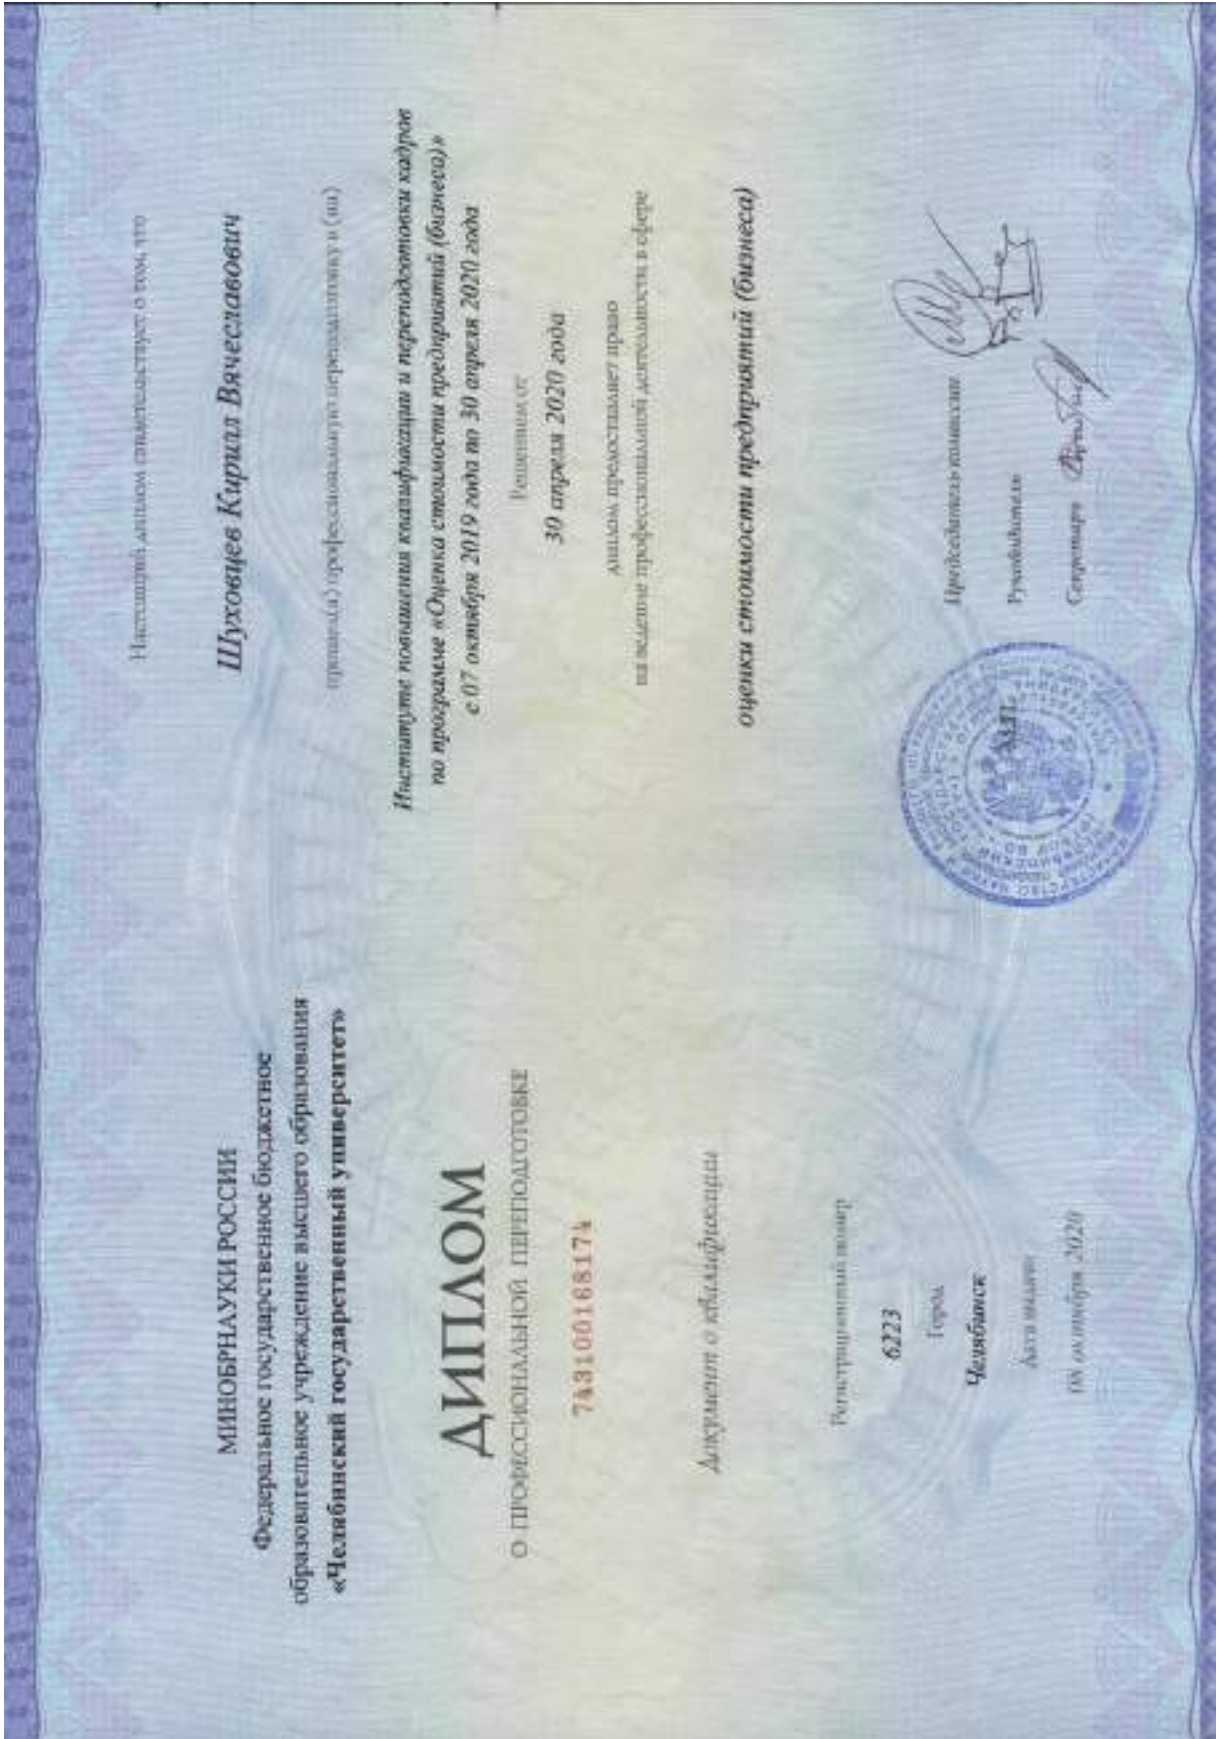 МИНОБРНАУКИ РОССИИ
Федеральное государственное бюджетное
образовательное учреждение высшего образования
«Челябинский государственный университет»
ДИПЛОМ
О ПРОФЕССИОНАЛЬНОЙ ПЕРЕПОДГОТОВКЕ
743100168174
Документ о квалификации
Регистрационный номер
6223
Город
Челябинск
Дата выдачи
октября 2020
Настоящий диплом свидетельствует о том, что
Шуховцев Кирилл Вячеславович
прошел(а) профессиональную переподготовку в (на)
Институте повышения квалификации и переподготовки кадров
по программе «Оценка стоимости предприятий (бизнеса)»
с 07 октября 2019 года по 30 апреля 2020 года
Решением от
30 апреля 2020 года
диплом предоставляет право
на ведение профессиональной деятельности в сфере
оценки стоимости предприятий (бизнеса)
Председатель комиссии
Руководитель
Секретарь
М.П.